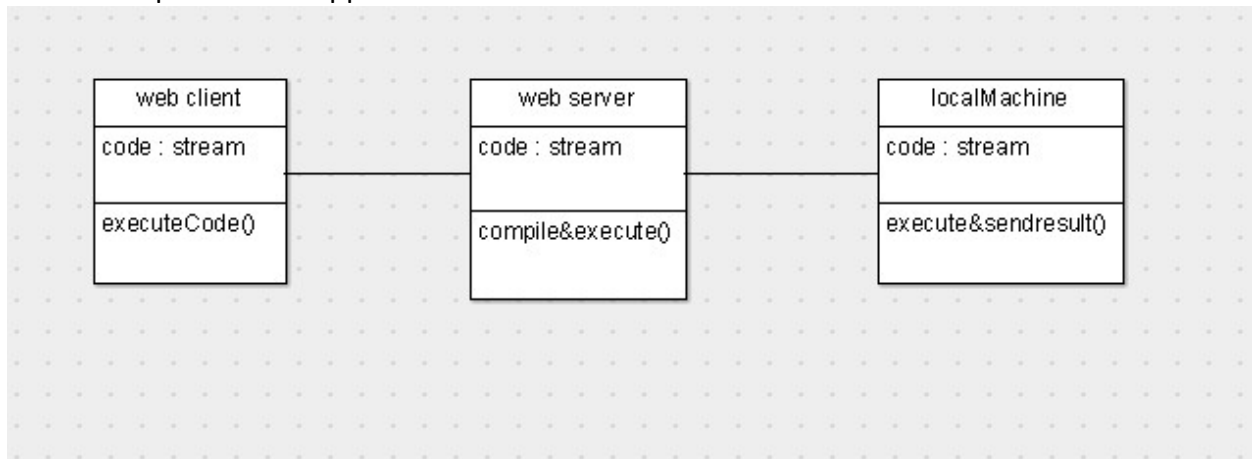 web client
code : stream
executeCode()
web server
code : stream
compile&execute()
localMachine
code : stream
execute&sendresult()